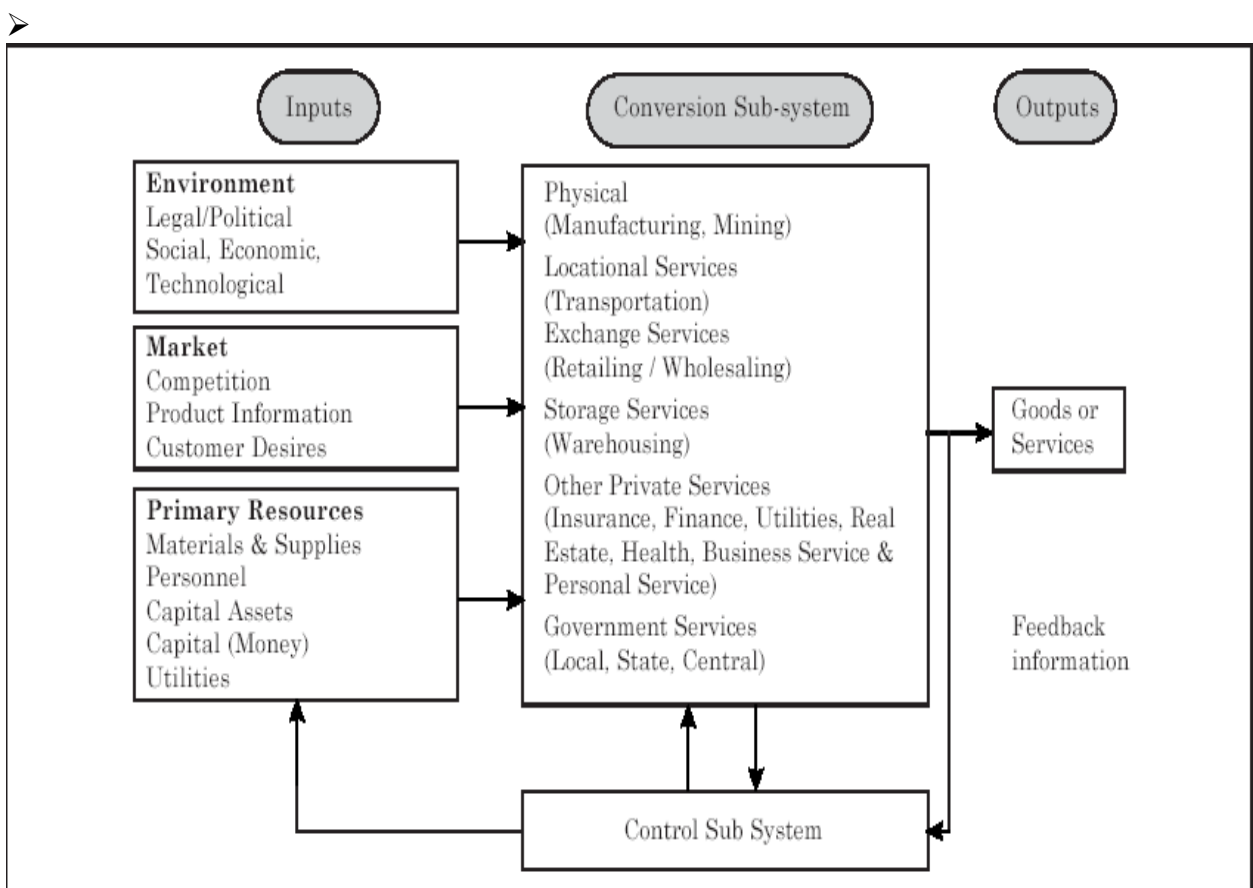 ➢
Inputs
Conversion Sub-system
Outputs
Environment
Legal/Political
Social, Economic,
Technological
Market
Competition
Product Information
Customer Desires
Primary Resources
Materials & Supplies
Personnel
Capital Assets
Capital (Money)
Utilities
Physical
(Manufacturing, Mining)
Locational Services
(Transportation)
Exchange Services
(Retailing / Wholesaling)
Storage Services
(Warehousing)
Other Private Services
(Insurance, Finance, Utilities, Real
Estate, Health, Business Service &
Personal Service)
Government Services
(Local, State, Central)
Goods or
Services
Feedback
information
Control Sub System